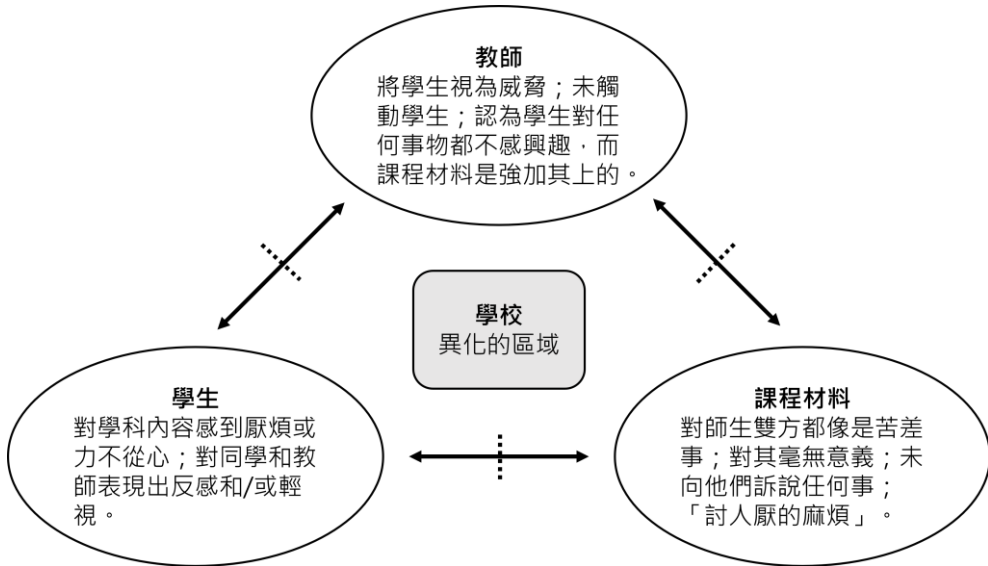 教師
將學生視為威脅；未觸
動學生；認為學生對任
何事物都不感興趣，而
課程材料是強加其上的。
學校
異化的區域
學生
對學科內容感到厭煩或
力不從心；對同學和教
師表現出反感和/或輕
視。
課程材料
對師生雙方都像是苦差
事；對其毫無意義；未
向他們訴說任何事；
「討人厭的麻煩」。